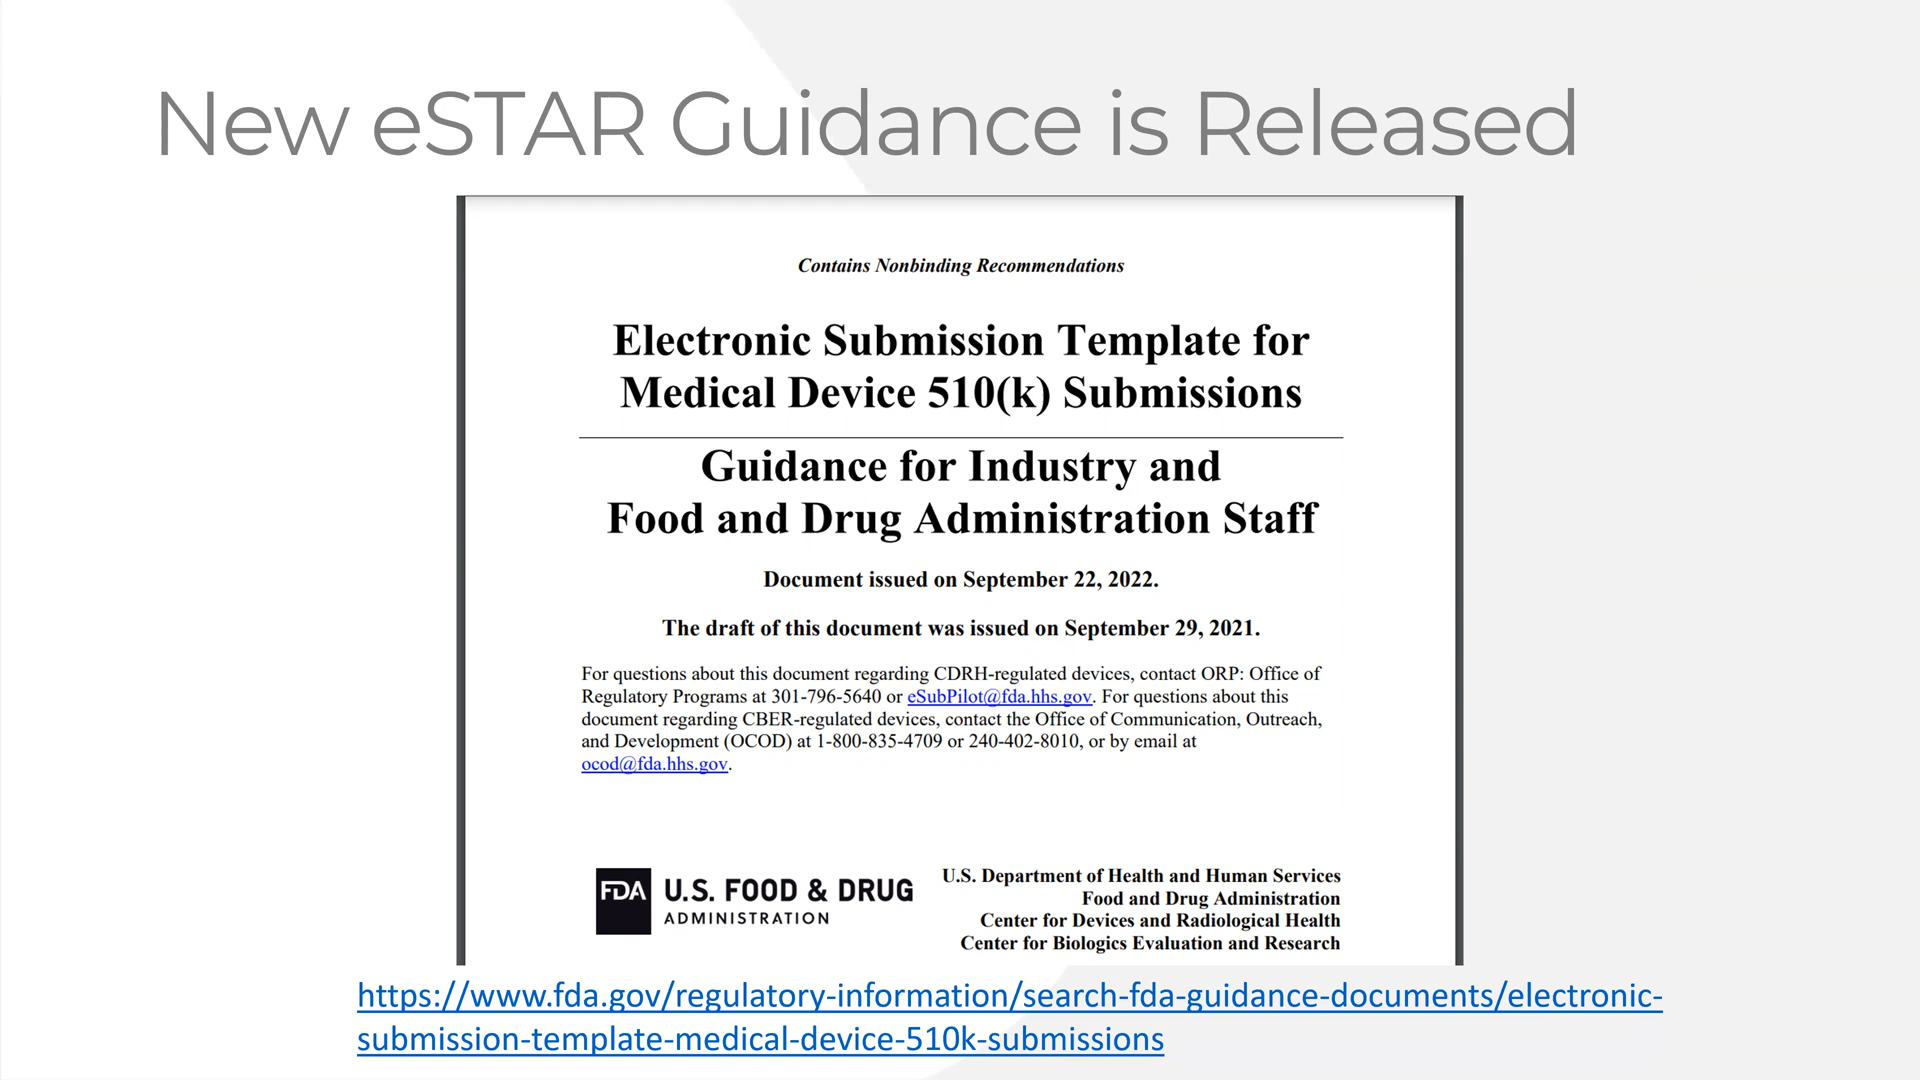 New eSTAR Guidance is Released
Contains Nonbinding Recommendations
Electronic Submission Template for
Medical Device 510(k) Submissions
Guidance for Industry and
Food and Drug Administration Staff
Document issued on September 22, 2022.
The draft of this document was issued on September 29, 2021.
For questions about this document regarding CDRH-regulated devices, contact ORP: Office of
Regulatory Programs at 301-796-5640 or eSubPilot@fda.hhs.gov. For questions about this
document regarding CBER-regulated devices, contact the Office of Communication, Outreach,
and Development (OCOD) at 1-800-835-4709 or 240-402-8010, or by email at
ocod@fda.hhs.gov.
FDA U.S. FOOD & DRUG
ADMINISTRATION
U.S. Department of Health and Human Services
Food and Drug Administration
Center for Devices and Radiological Health
Center for Biologics Evaluation and Research
https://www.fda.gov/regulatory-information/search-fda-guidance-documents/electronic-
submission-template-medical-device-510k-submissions